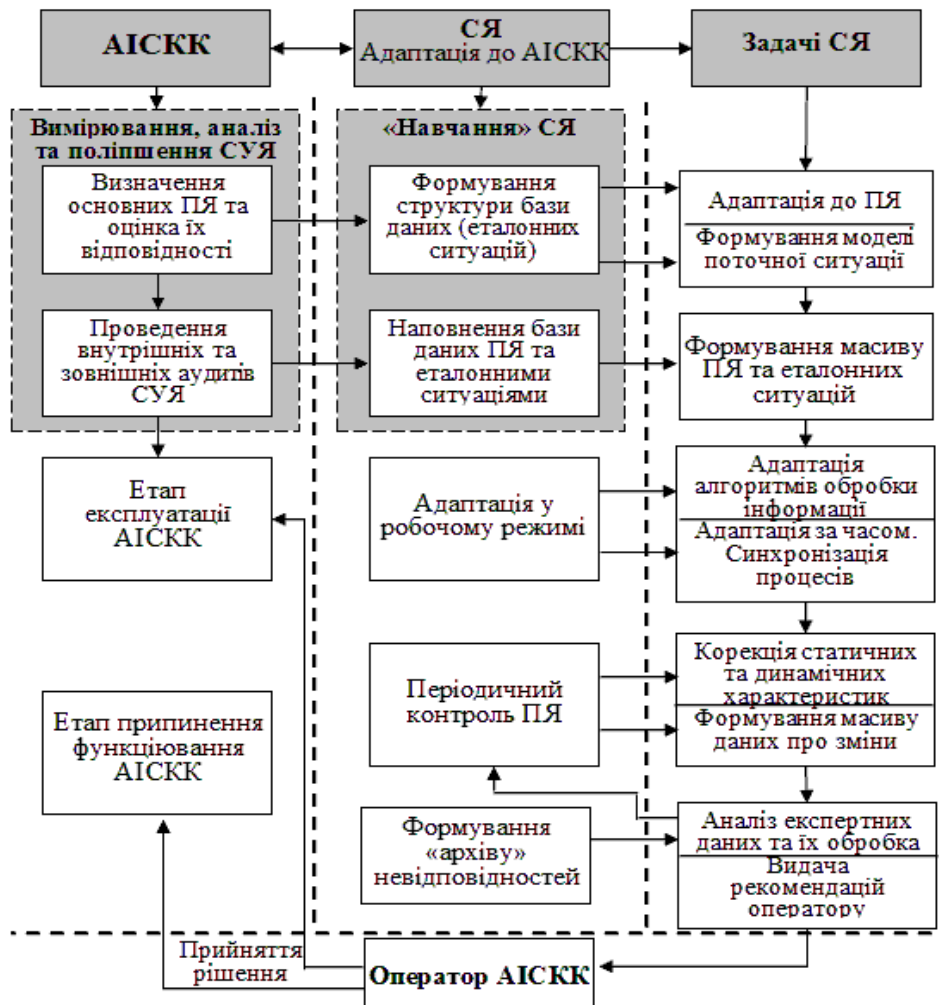 АІСКК
СЯ
Адаптація до АІСКК
Задачі СЯ
Вимірювання, аналіз
та поліпшення СУЯ
Визначення
основних ПЯ та
оцінка їх
відповідності
Проведення
внутрішніх та
зовнішніх аудитів
СУЯ
Етап
експлуатації
АІСКК
Етап припинення
функціювання
АІСКК
«Навчання» СЯ
Формування
структури бази
даних (еталонних
ситуацій)
Наповнення бази
даних ПЯ та
еталонними
ситуаціями
Адаптація у
робочому режимі
Періодичний
контроль ПЯ
Формування
«архіву»
невідповідностей
Адаптація до ПЯ
Формування моделі
поточної ситуації
Формування масиву
ПЯ та еталонних
ситуацій
Адаптація
алгоритмів обробки
інформації
Адаптація за часом.
Синхронізація
процесів
Корекція статичних
та динамічних
характеристик
Формування масиву
даних про зміни
Аналіз експертних
даних та їх обробка
Видача
рекомендацій
оператору
Прийняття
рішення
Оператор АІСКК